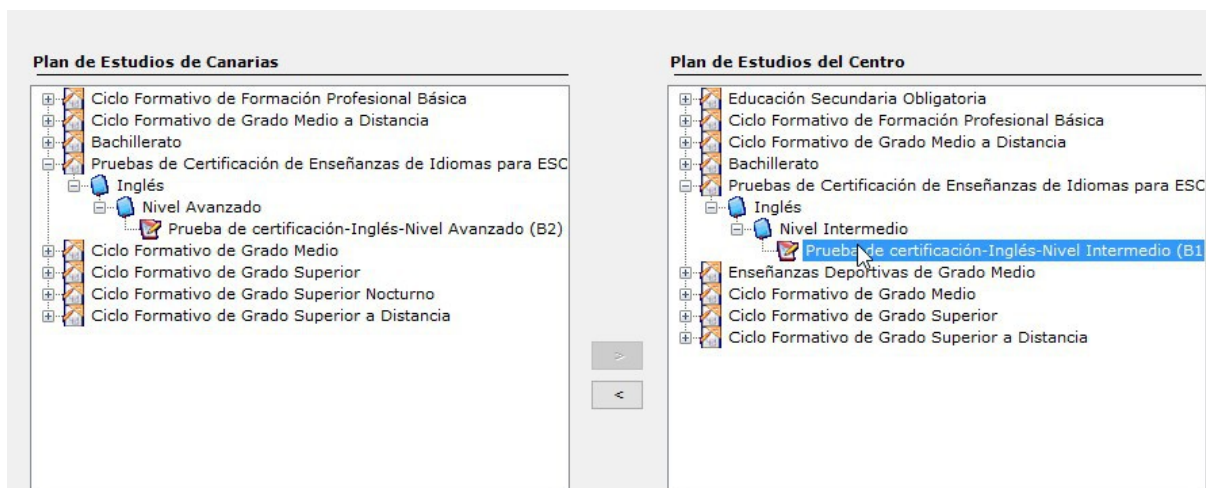 Plan de Estudios de Canarias
Ciclo Formativo de Formación Profesional Básica
Ciclo Formativo de Grado Medio a Distancia
Bachillerato
Pruebas de Certificación de Enseñanzas de Idiomas para ESC
Inglés
Nivel Avanzado
Prueba de certificación-Inglés-Nivel Avanzado (B2)
Ciclo Formativo de Grado Medio
Ciclo Formativo de Grado Superior
Ciclo Formativo de Grado Superior Nocturno
Ciclo Formativo de Grado Superior a Distancia
>
<
Plan de Estudios del Centro
Educación Secundaria Obligatoria
Ciclo Formativo de Formación Profesional Básica
Ciclo Formativo de Grado Medio a Distancia
Bachillerato
Pruebas de Certificación de Enseñanzas de Idiomas para ESC
Inglés
Nivel Intermedio
Prueba de certificación-Inglés-Nivel Intermedio (B1
Enseñanzas Deportivas de Grado Medio
Ciclo Formativo de Grado Medio
Ciclo Formativo de Grado Superior
Ciclo Formativo de Grado Superior a Distancia